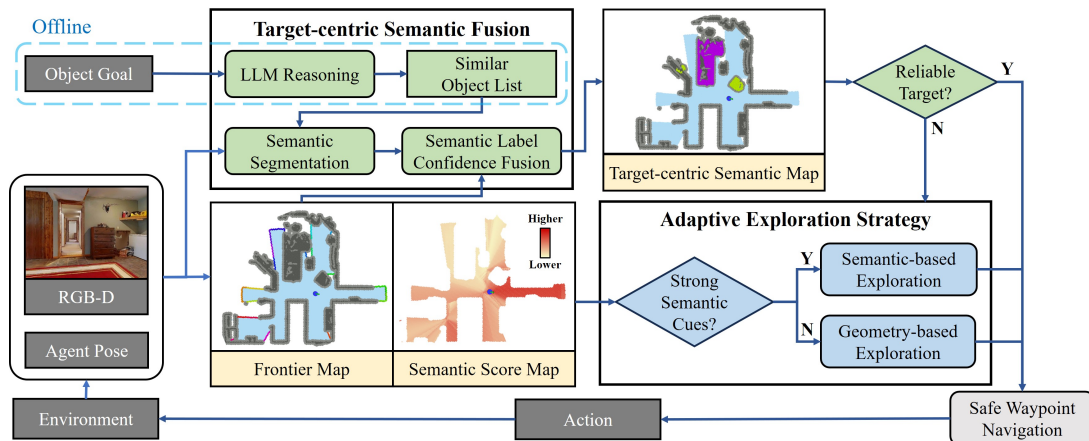 Offline
Target-centric Semantic Fusion
Object Goal
LLM Reasoning
Similar
Object List
Semantic
Segmentation
Semantic Label
Confidence Fusion
Target-centric Semantic Map
Reliable
Target?
Y
N
RGB-D
Agent Pose
Higher
Lower
Frontier Map
Semantic Score Map
Adaptive Exploration Strategy
Strong
Semantic
Cues?
Y
N
Semantic-based
Exploration
Geometry-based
Exploration
Environment
Action
Safe Waypoint
Navigation